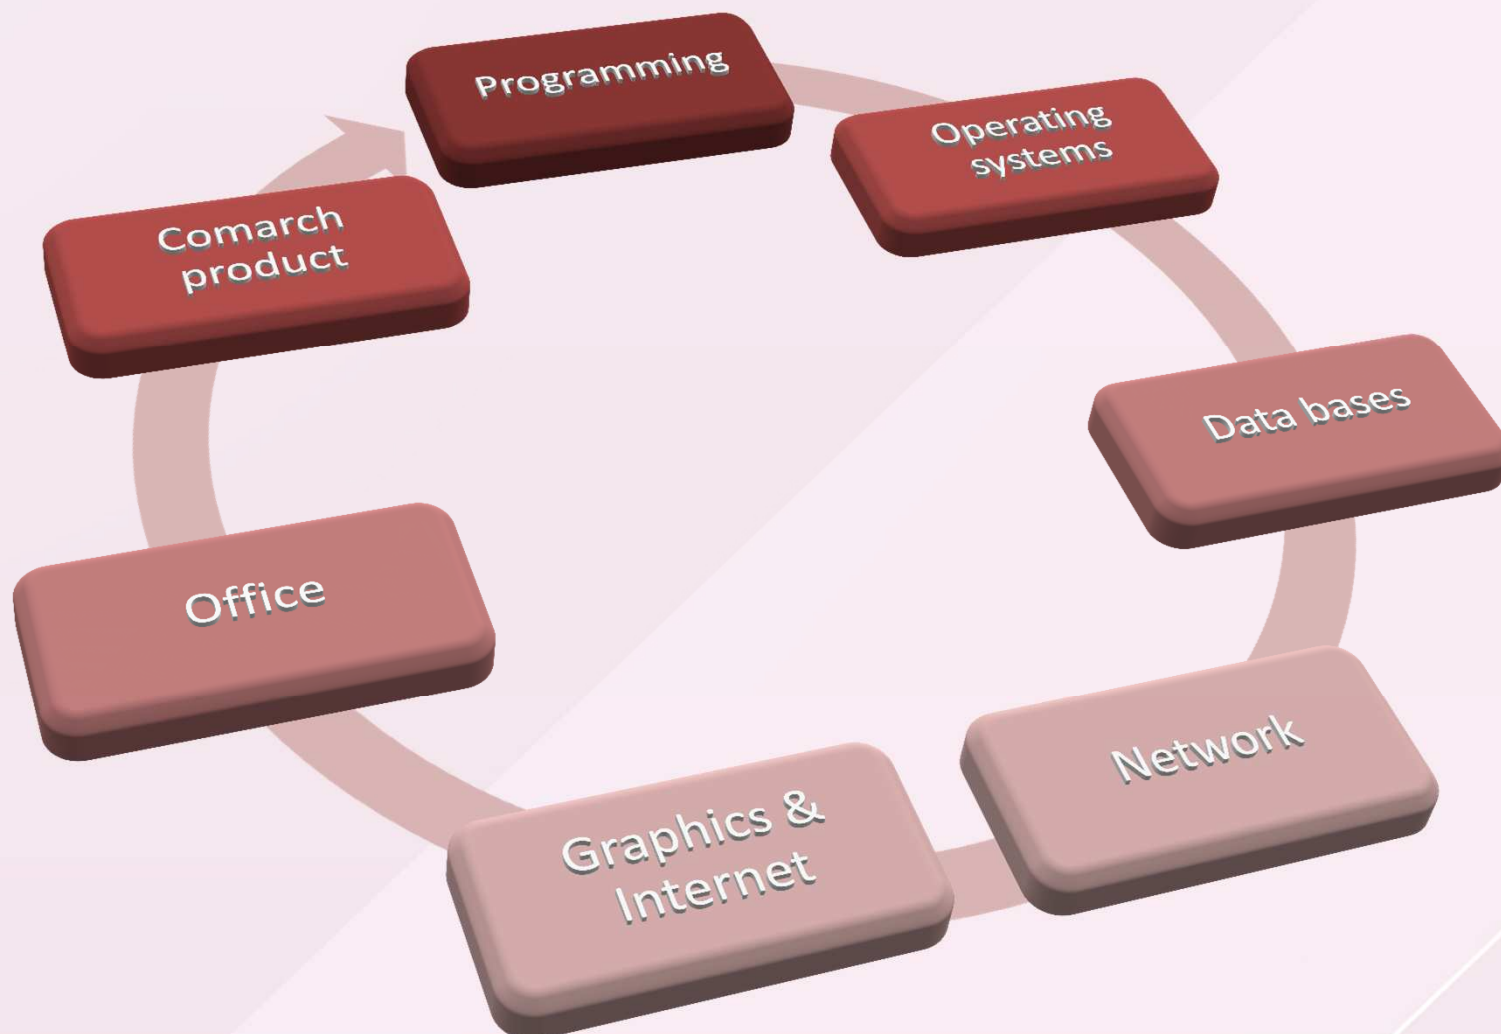 Programming
Operating
systems
Data bases
Network
Graphics &
Internet
Office
Comarch
product